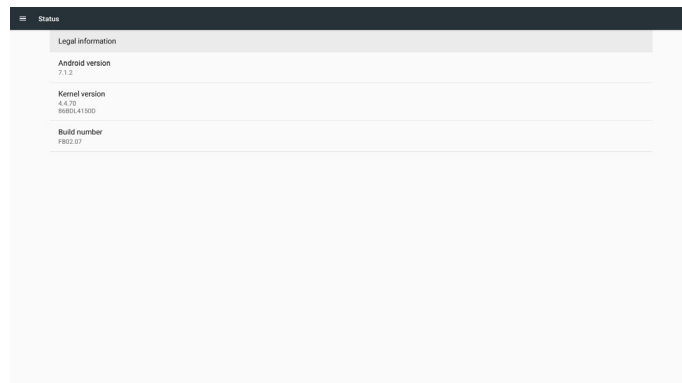 Status
Legal information
Android version
7.1.2
Kernel version
4.4.70
86BDL4150D
Build number
FB02.07